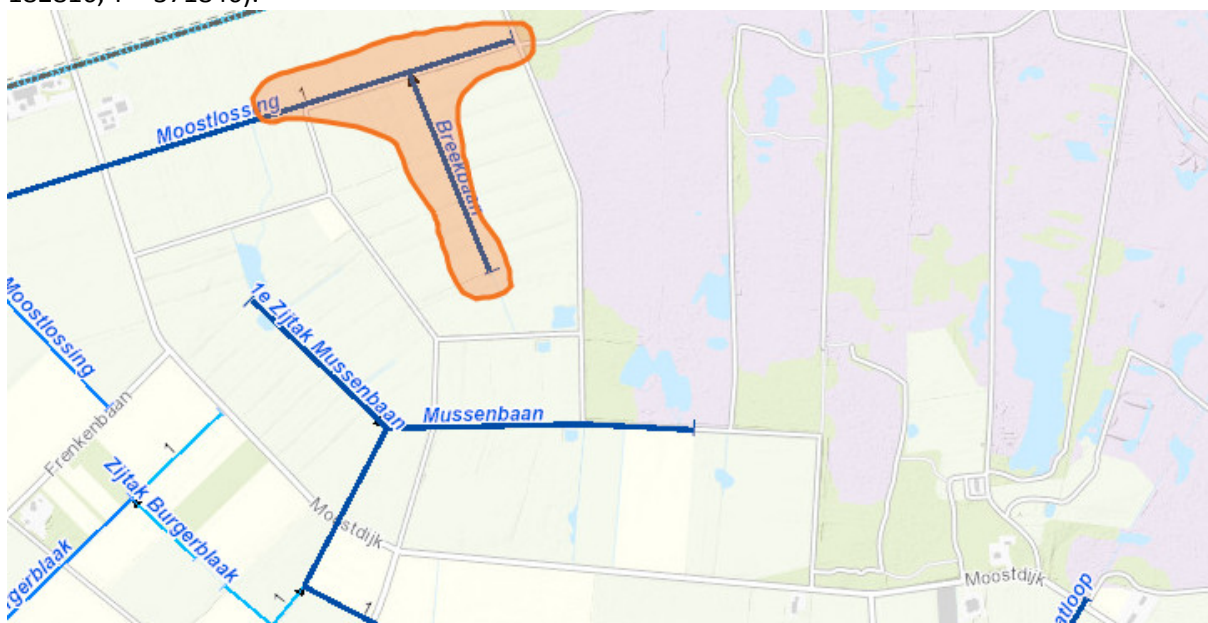 Moostlossing
1
Breekbaan
Moostlossing
1e Zijtak Mussenbaan
Mussenbaan
Frenkenbaan
1
Zijtak Burgerblaak
Moostdijk
1
1
Moostdijk